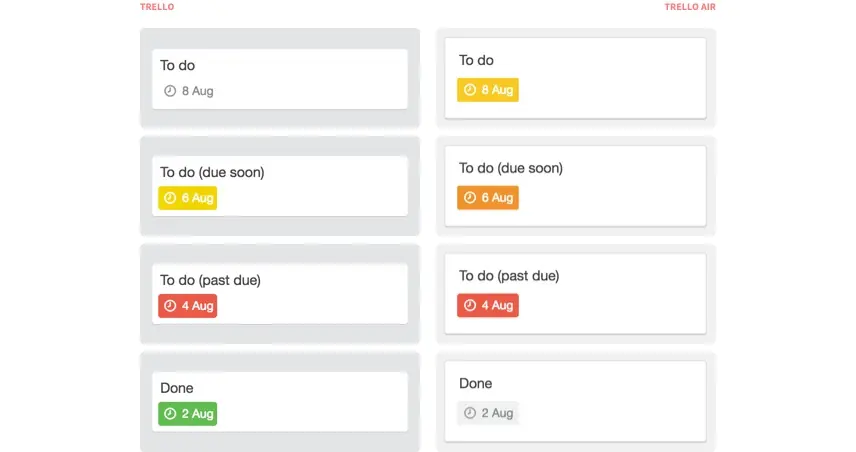 TRELLO
TRELLO AIR
To do
8 Aug
To do
8 Aug
To do (due soon)
6 Aug
To do (due soon)
6 Aug
To do (past due)
4 Aug
To do (past due)
4 Aug
Done
2 Aug
Done
2 Aug